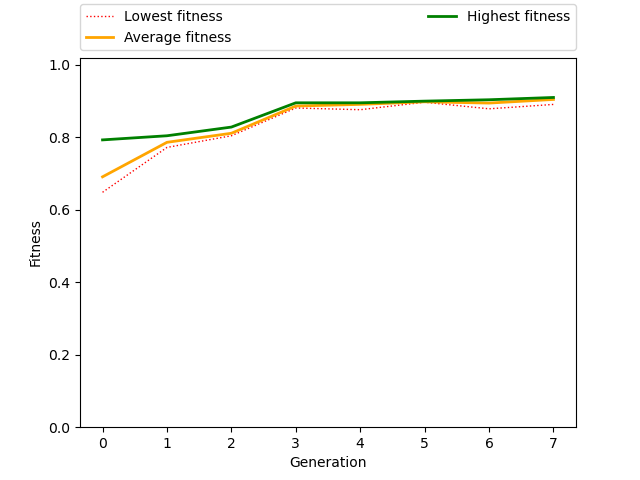 Lowest fitness
Average fitness
Highest fitness
1.0
0.8
0.6
0.4
0.2
0.0
Fitness
0 1 2 3 4 5 6 7
Generation